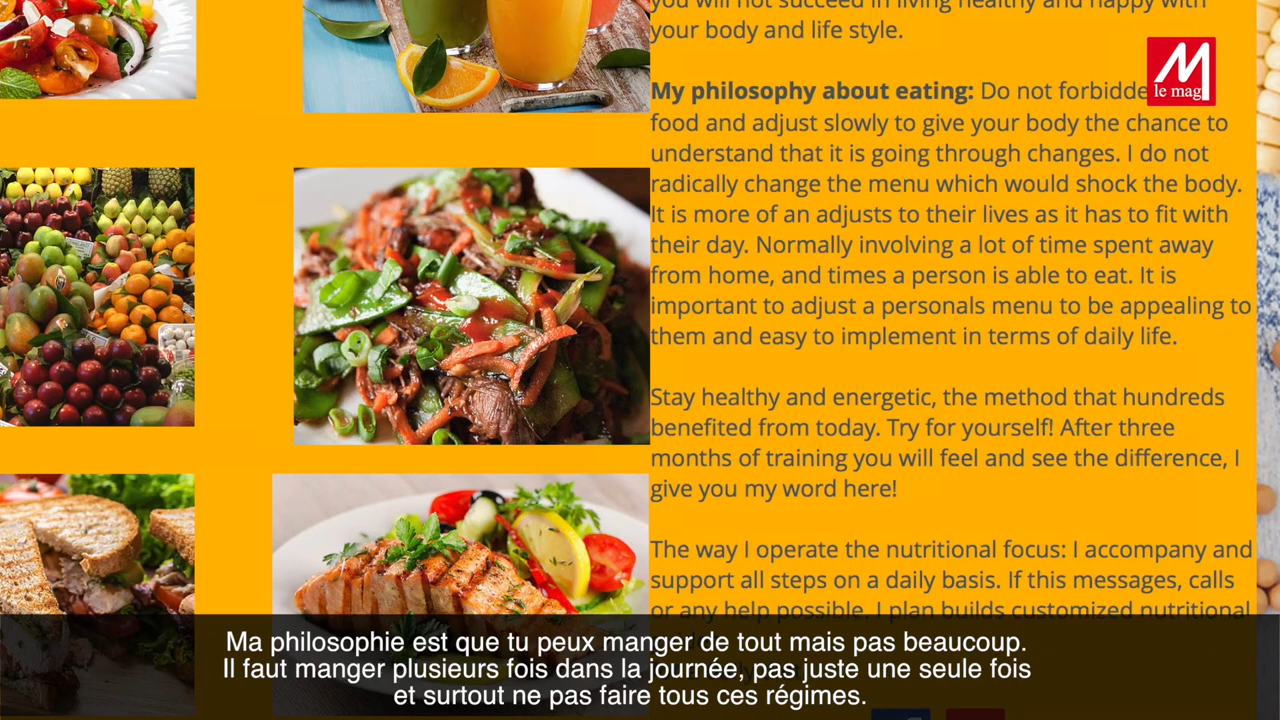 you will not succeed in living healthy and happy with
your body and life style.
My philosophy about eating: Do not forbidde
food and adjust slowly to give your body the chance to
understand that it is going through changes. I do not
radically change the menu which would shock the body.
It is more of an adjusts to their lives as it has to fit with
their day. Normally involving a lot of time spent away
from home, and times a person is able to eat. It is
important to adjust a personals menu to be appealing to
them and easy to implement in terms of daily life.
Stay healthy and energetic, the method that hundreds
benefited from today. Try for yourself! After three
months of training you will feel and see the difference, I
give you my word here!
The way I operate the nutritional focus: I accompany and
support all steps on a daily basis. If this messages, calls
or any help possible. I plan builds customized nutritional
M
le mag
Ma philosophie est que tu peux manger de tout mais pas beaucoup.
Il faut manger plusieurs fois dans la journée, pas juste une seule fois
et surtout ne pas faire tous ces régimes.